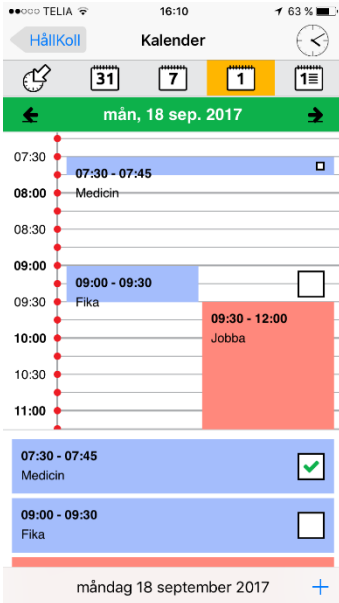 TELIA 16:10 63 %
HållKoll Kalender
31 7 1 1
mån, 18 sep. 2017
07:30
07:30 - 07:45
08:00 Medicin
08:30
09:00
09:00 - 09:30
09:30 Fika
09:30 - 12:00
10:00 Jobba
10:30
11:00
07:30 - 07:45
Medicin
09:00 - 09:30
Fika
måndag 18 september 2017 +